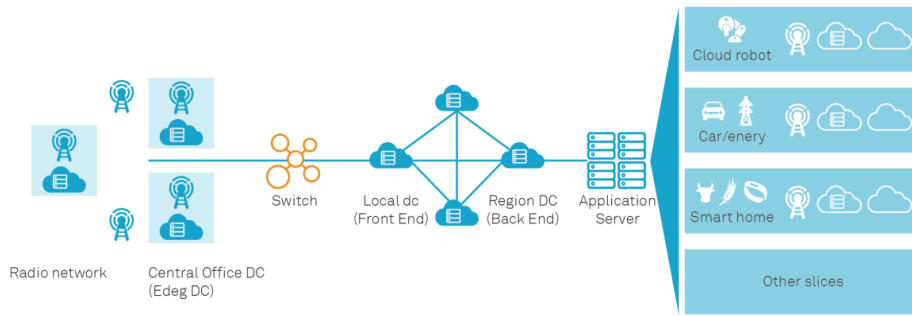 Cloud robot
Car/enery
Switch
Local dc
(Front End)
Region DC
(Back End)
Application
Server
Smart home
Radio network
Central Office DC
(Edeg DC)
Other slices